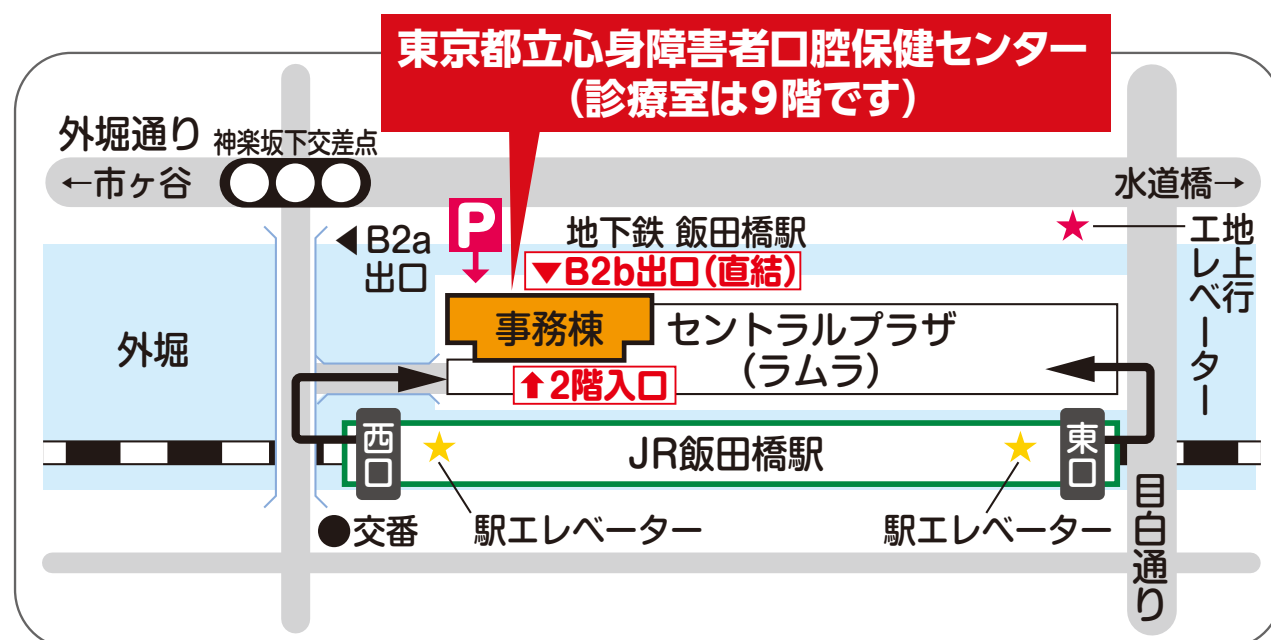 東京都立心身障害者口腔保健センター
(診療室は9階です)
外堀通り
神楽坂下交差点
←市ヶ谷
水道橋→
P
◀B2a
出口
地下鉄 飯田橋駅
▼B2b出口(直結)
地上行
エレベーター
外堀
事務棟
セントラルプラザ
(ラムラ)
⬆2階入口
西口
JR飯田橋駅
東口
●交番
駅エレベーター
駅エレベーター
目白通り